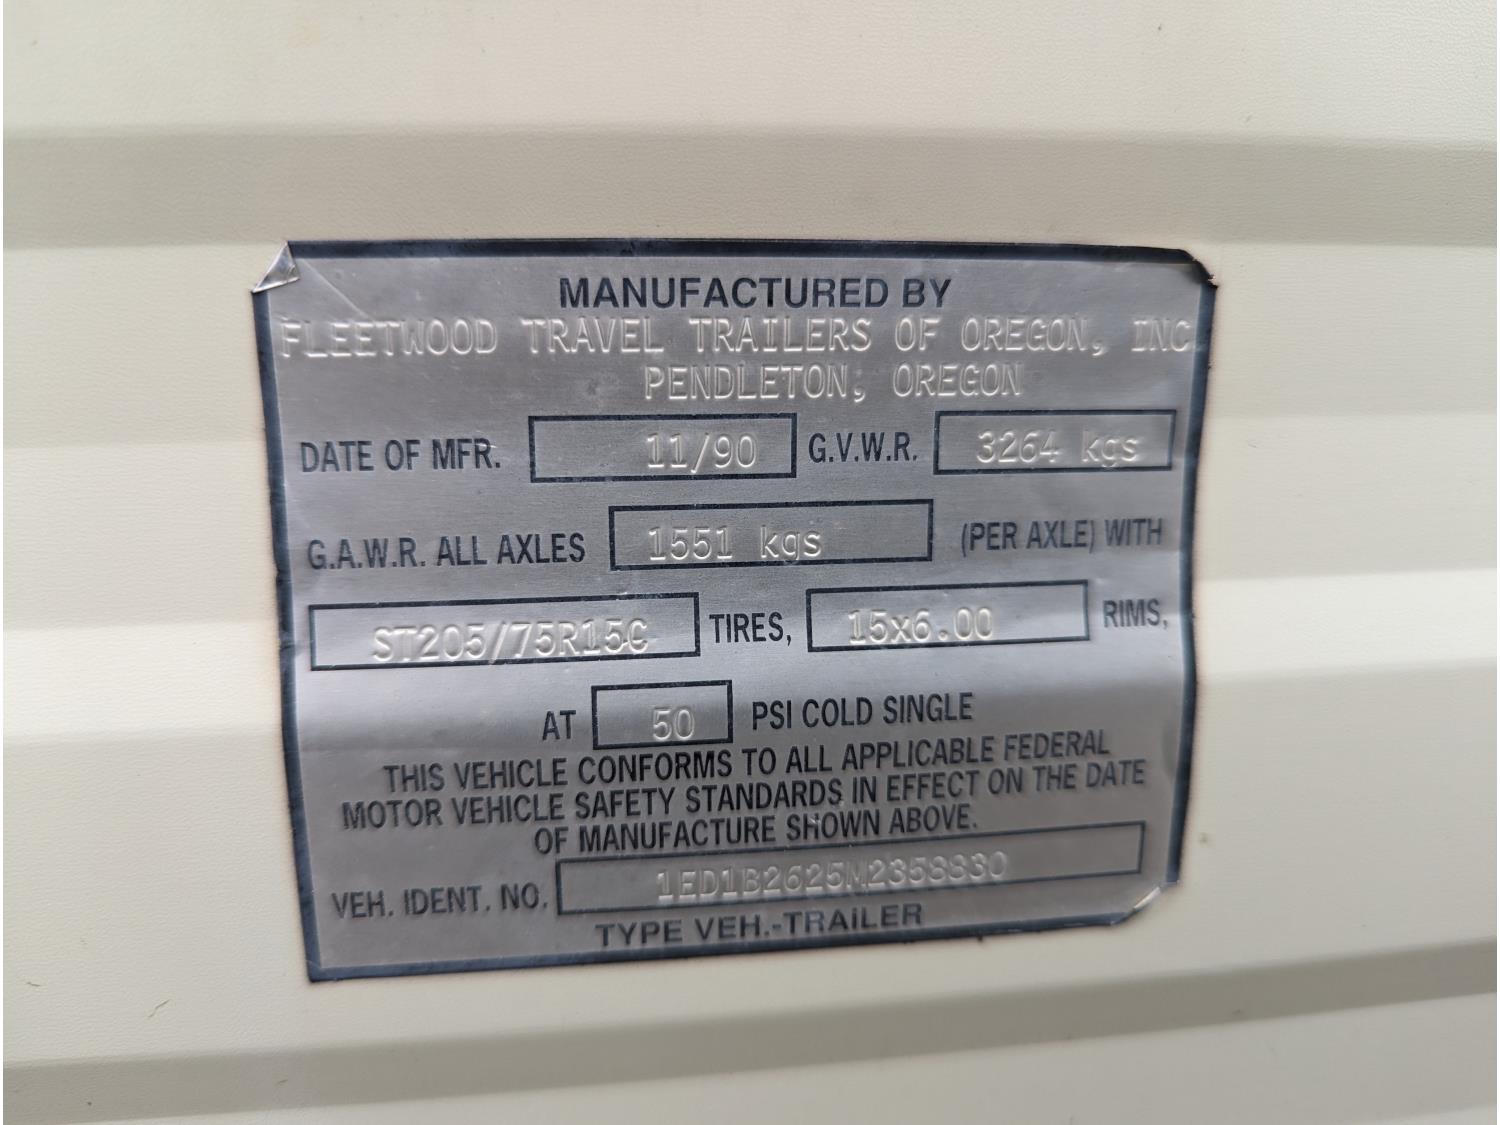 MANUFACTURED BY
FLEETWOOD TRAVEL TRAILERS OF OREGON, INC
PENDLETON, OREGON
DATE OF MFR. 11/90 G.V.W.R. 3264 kgs
G.A.W.R. ALL AXLES 1551 kgs (PER AXLE) WITH
ST205/75R15C TIRES, 15x6.00 RIMS,
AT 50 PSI COLD SINGLE
THIS VEHICLE CONFORMS TO ALL APPLICABLE FEDERAL
MOTOR VEHICLE SAFETY STANDARDS IN EFFECT ON THE DATE
OF MANUFACTURE SHOWN ABOVE.
VEH. IDENT. NO. 1ED1B2625M2358830
TYPE VEH.-TRAILER